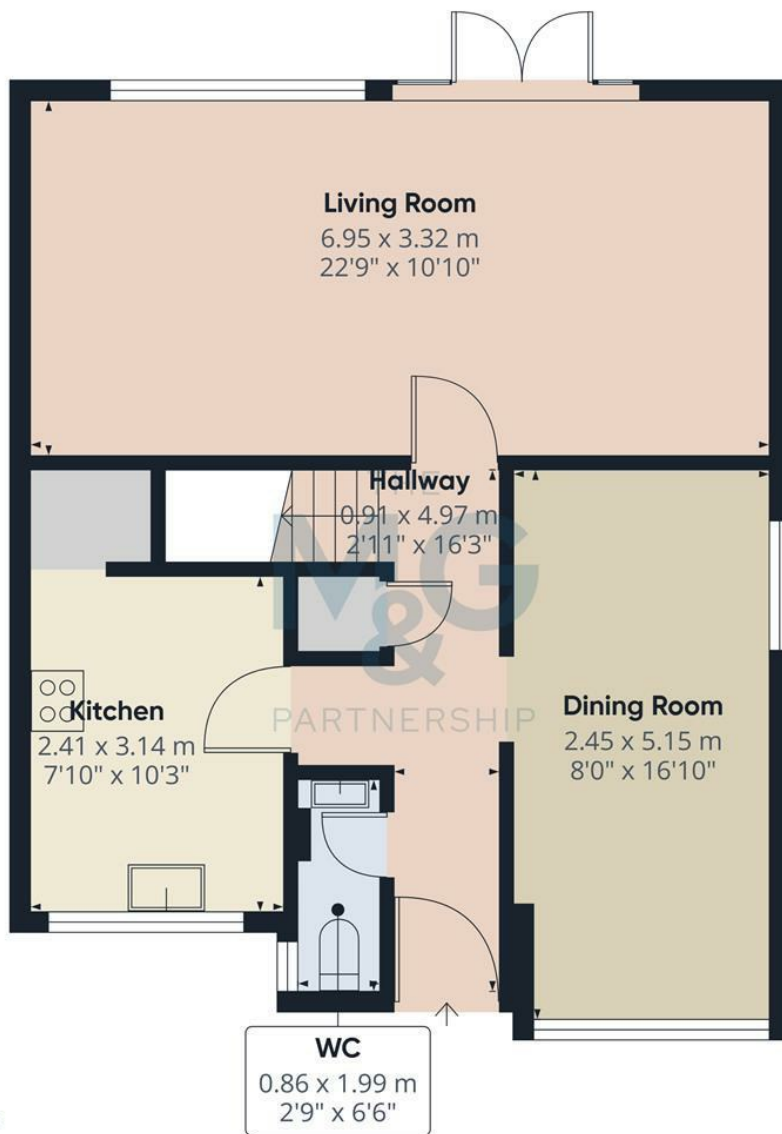 Living Room
6.95 x 3.32 m
22'9" x 10'10"
THE
Hallway
0.91 x 4.97 m
2'11" x 16'3"
M&G
PARTNERSHIP
Kitchen
2.41 x 3.14 m
7'10" x 10'3"
Dining Room
2.45 x 5.15 m
8'0" x 16'10"
WC
0.86 x 1.99 m
2'9" x 6'6"